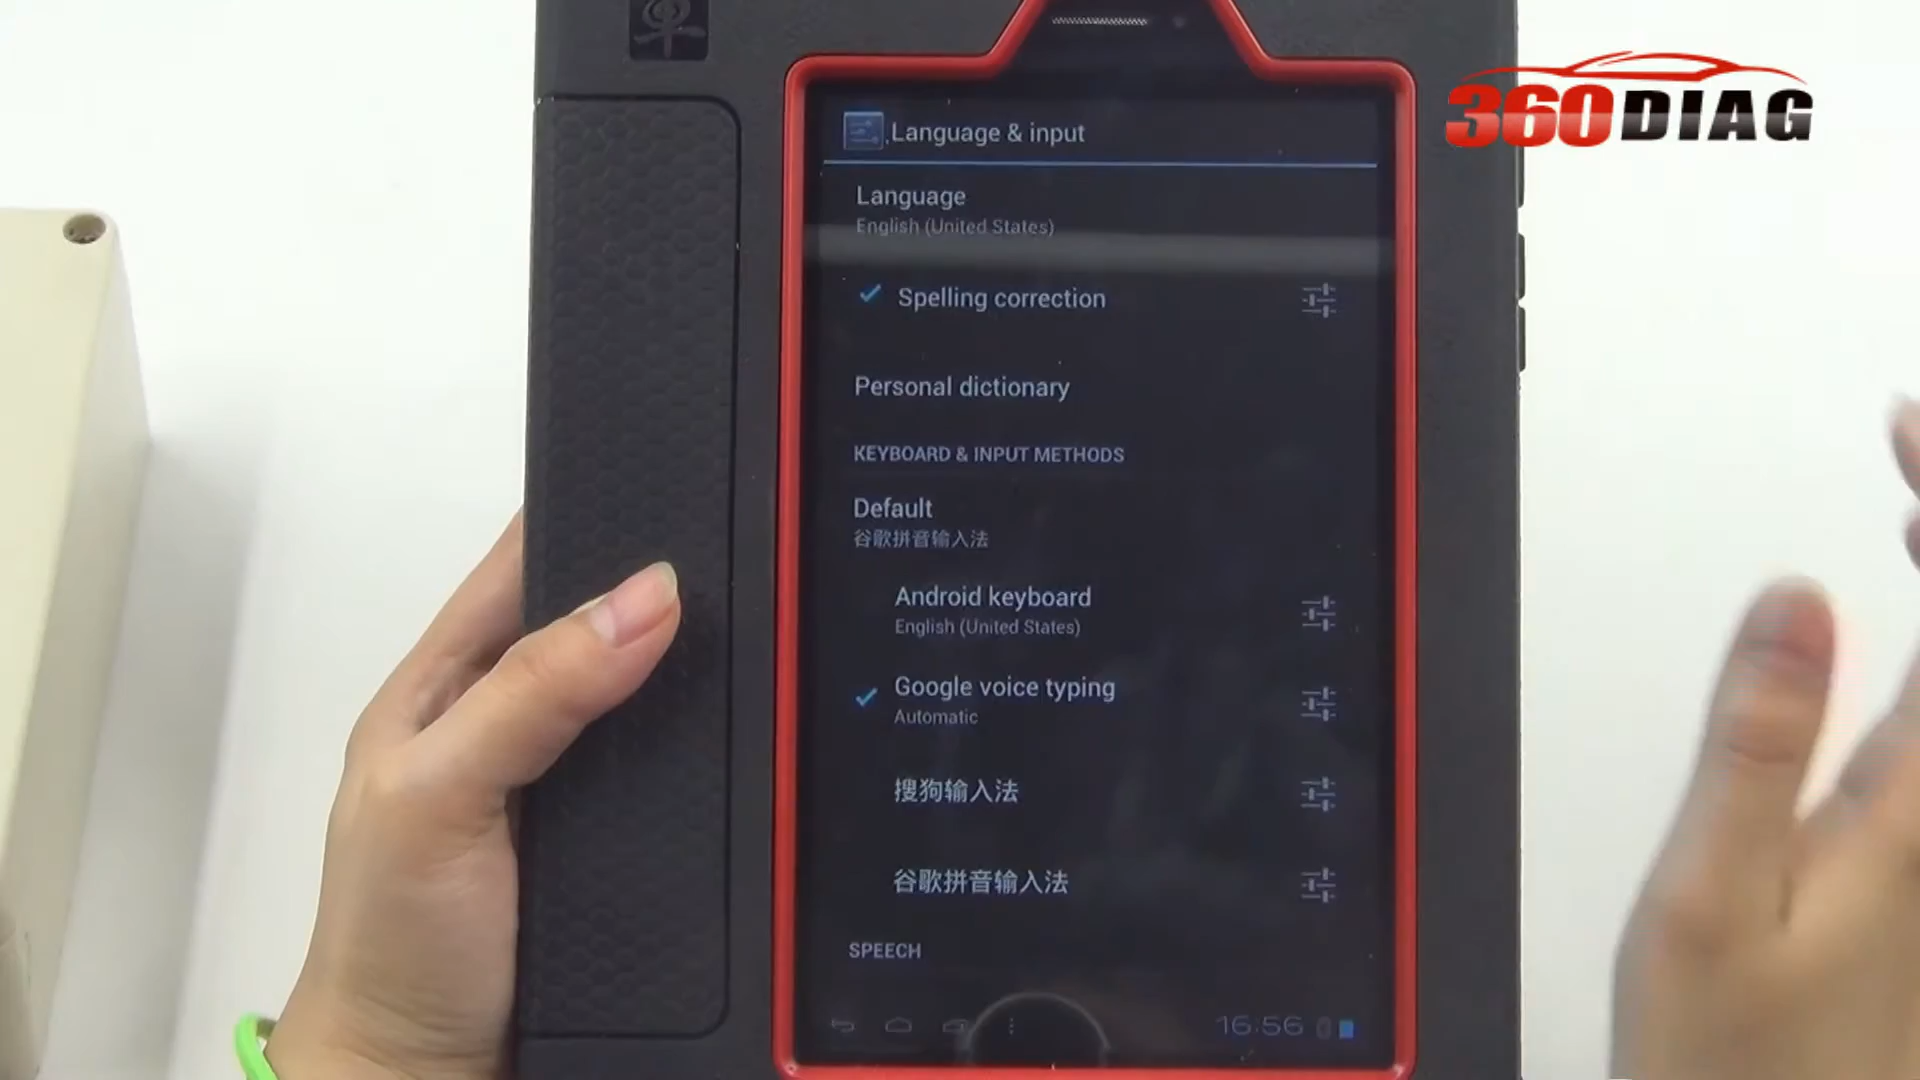 360DIAG
Language & input
Language
English (United States)
Spelling correction
Personal dictionary
KEYBOARD & INPUT METHODS
Default
谷歌拼音输入法
Android keyboard
English (United States)
Google voice typing
Automatic
搜狗输入法
谷歌拼音输入法
SPEECH
16:56